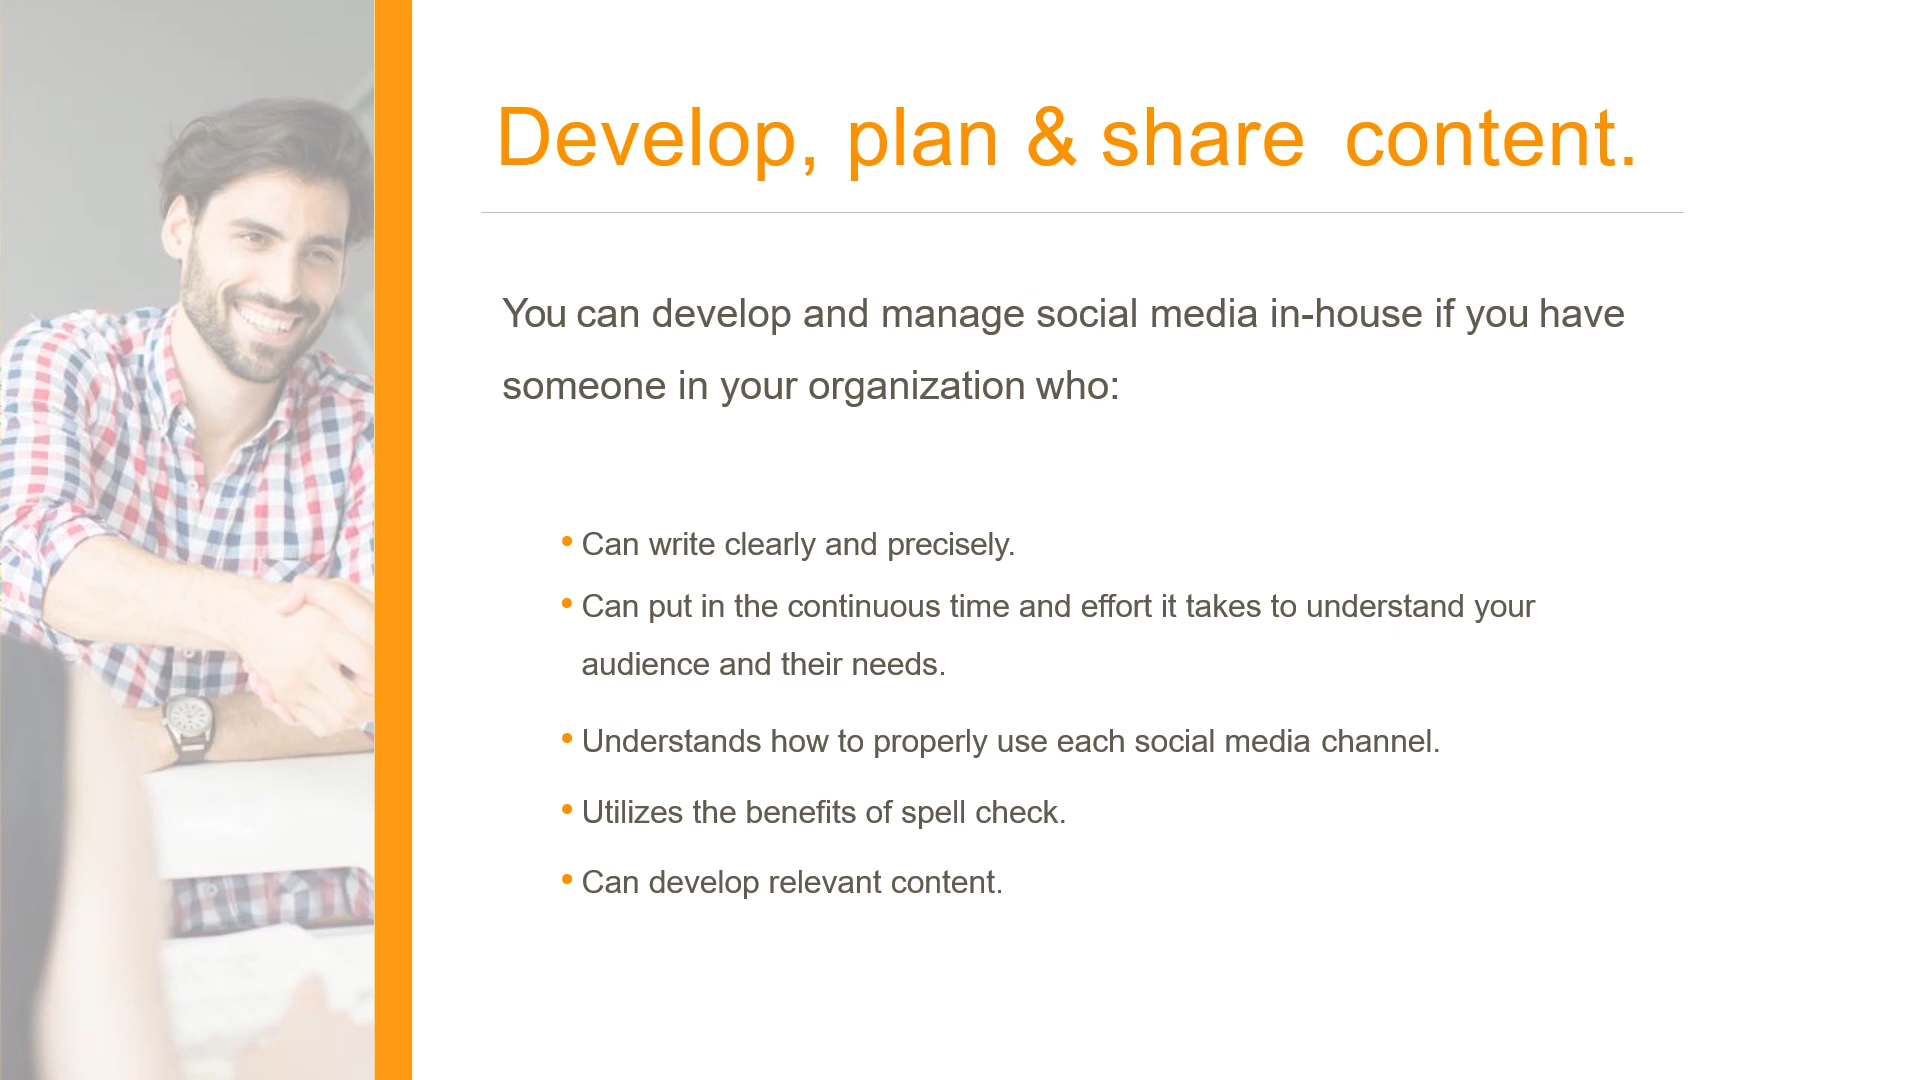 Develop, plan & share content.
You can develop and manage social media in-house if you have
someone in your organization who:
• Can write clearly and precisely.
• Can put in the continuous time and effort it takes to understand your
audience and their needs.
• Understands how to properly use each social media channel.
• Utilizes the benefits of spell check.
• Can develop relevant content.